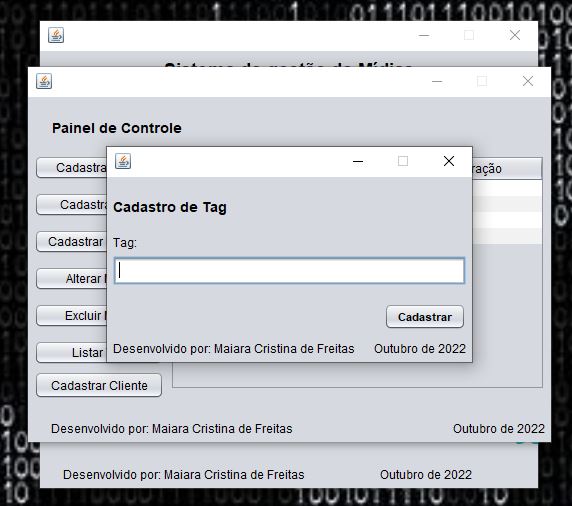 Sistema de gestão de Mídias
Painel de Controle
Cadastrar
Cadastrar
Alterar
Excluir
Listar
Cadastrar Cliente
Cadastro de Tag
Tag:
Cadastrar
Desenvolvido por: Maiara Cristina de Freitas Outubro de 2022
Desenvolvido por: Maiara Cristina de Freitas Outubro de 2022
Desenvolvido por: Maiara Cristina de Freitas Outubro de 2022